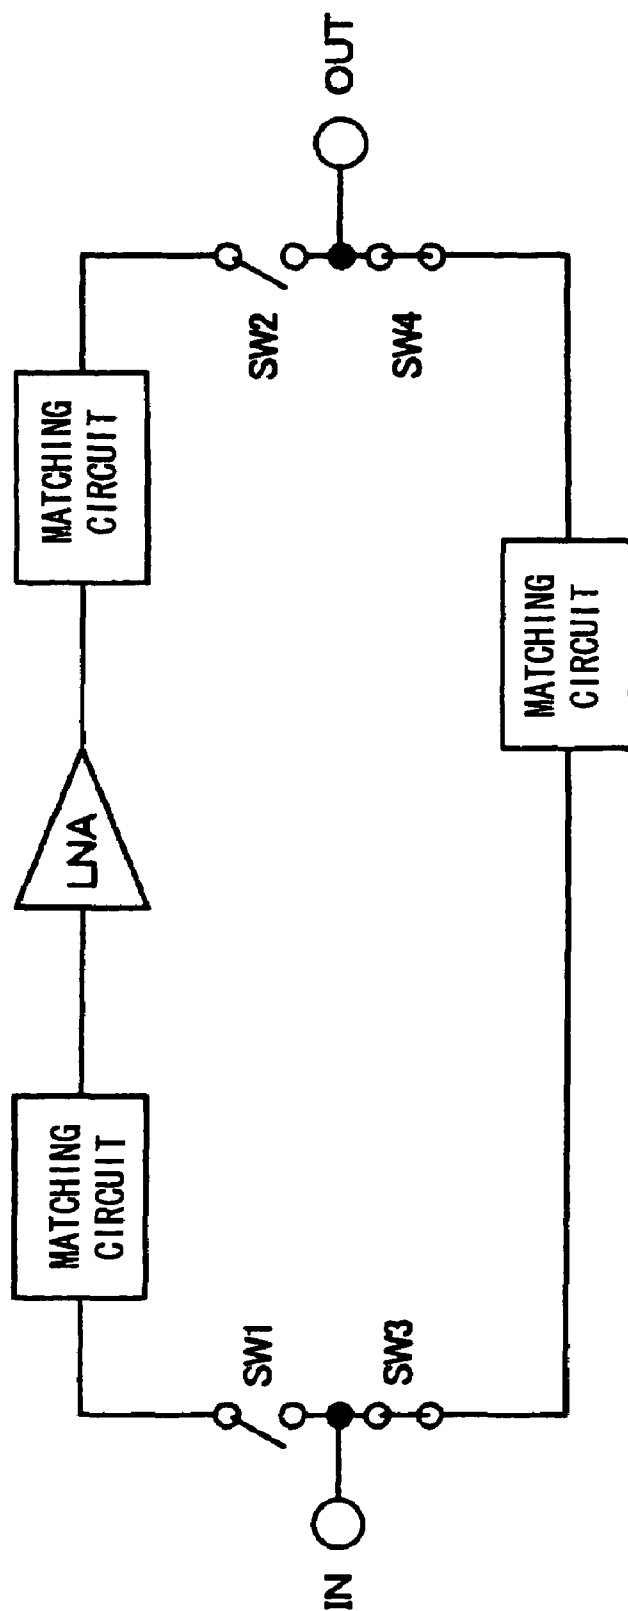 MATCHING
CIRCUIT
LNA
MATCHING
CIRCUIT
SW1
SW2
IN
OUT
SW3
SW4
MATCHING
CIRCUIT